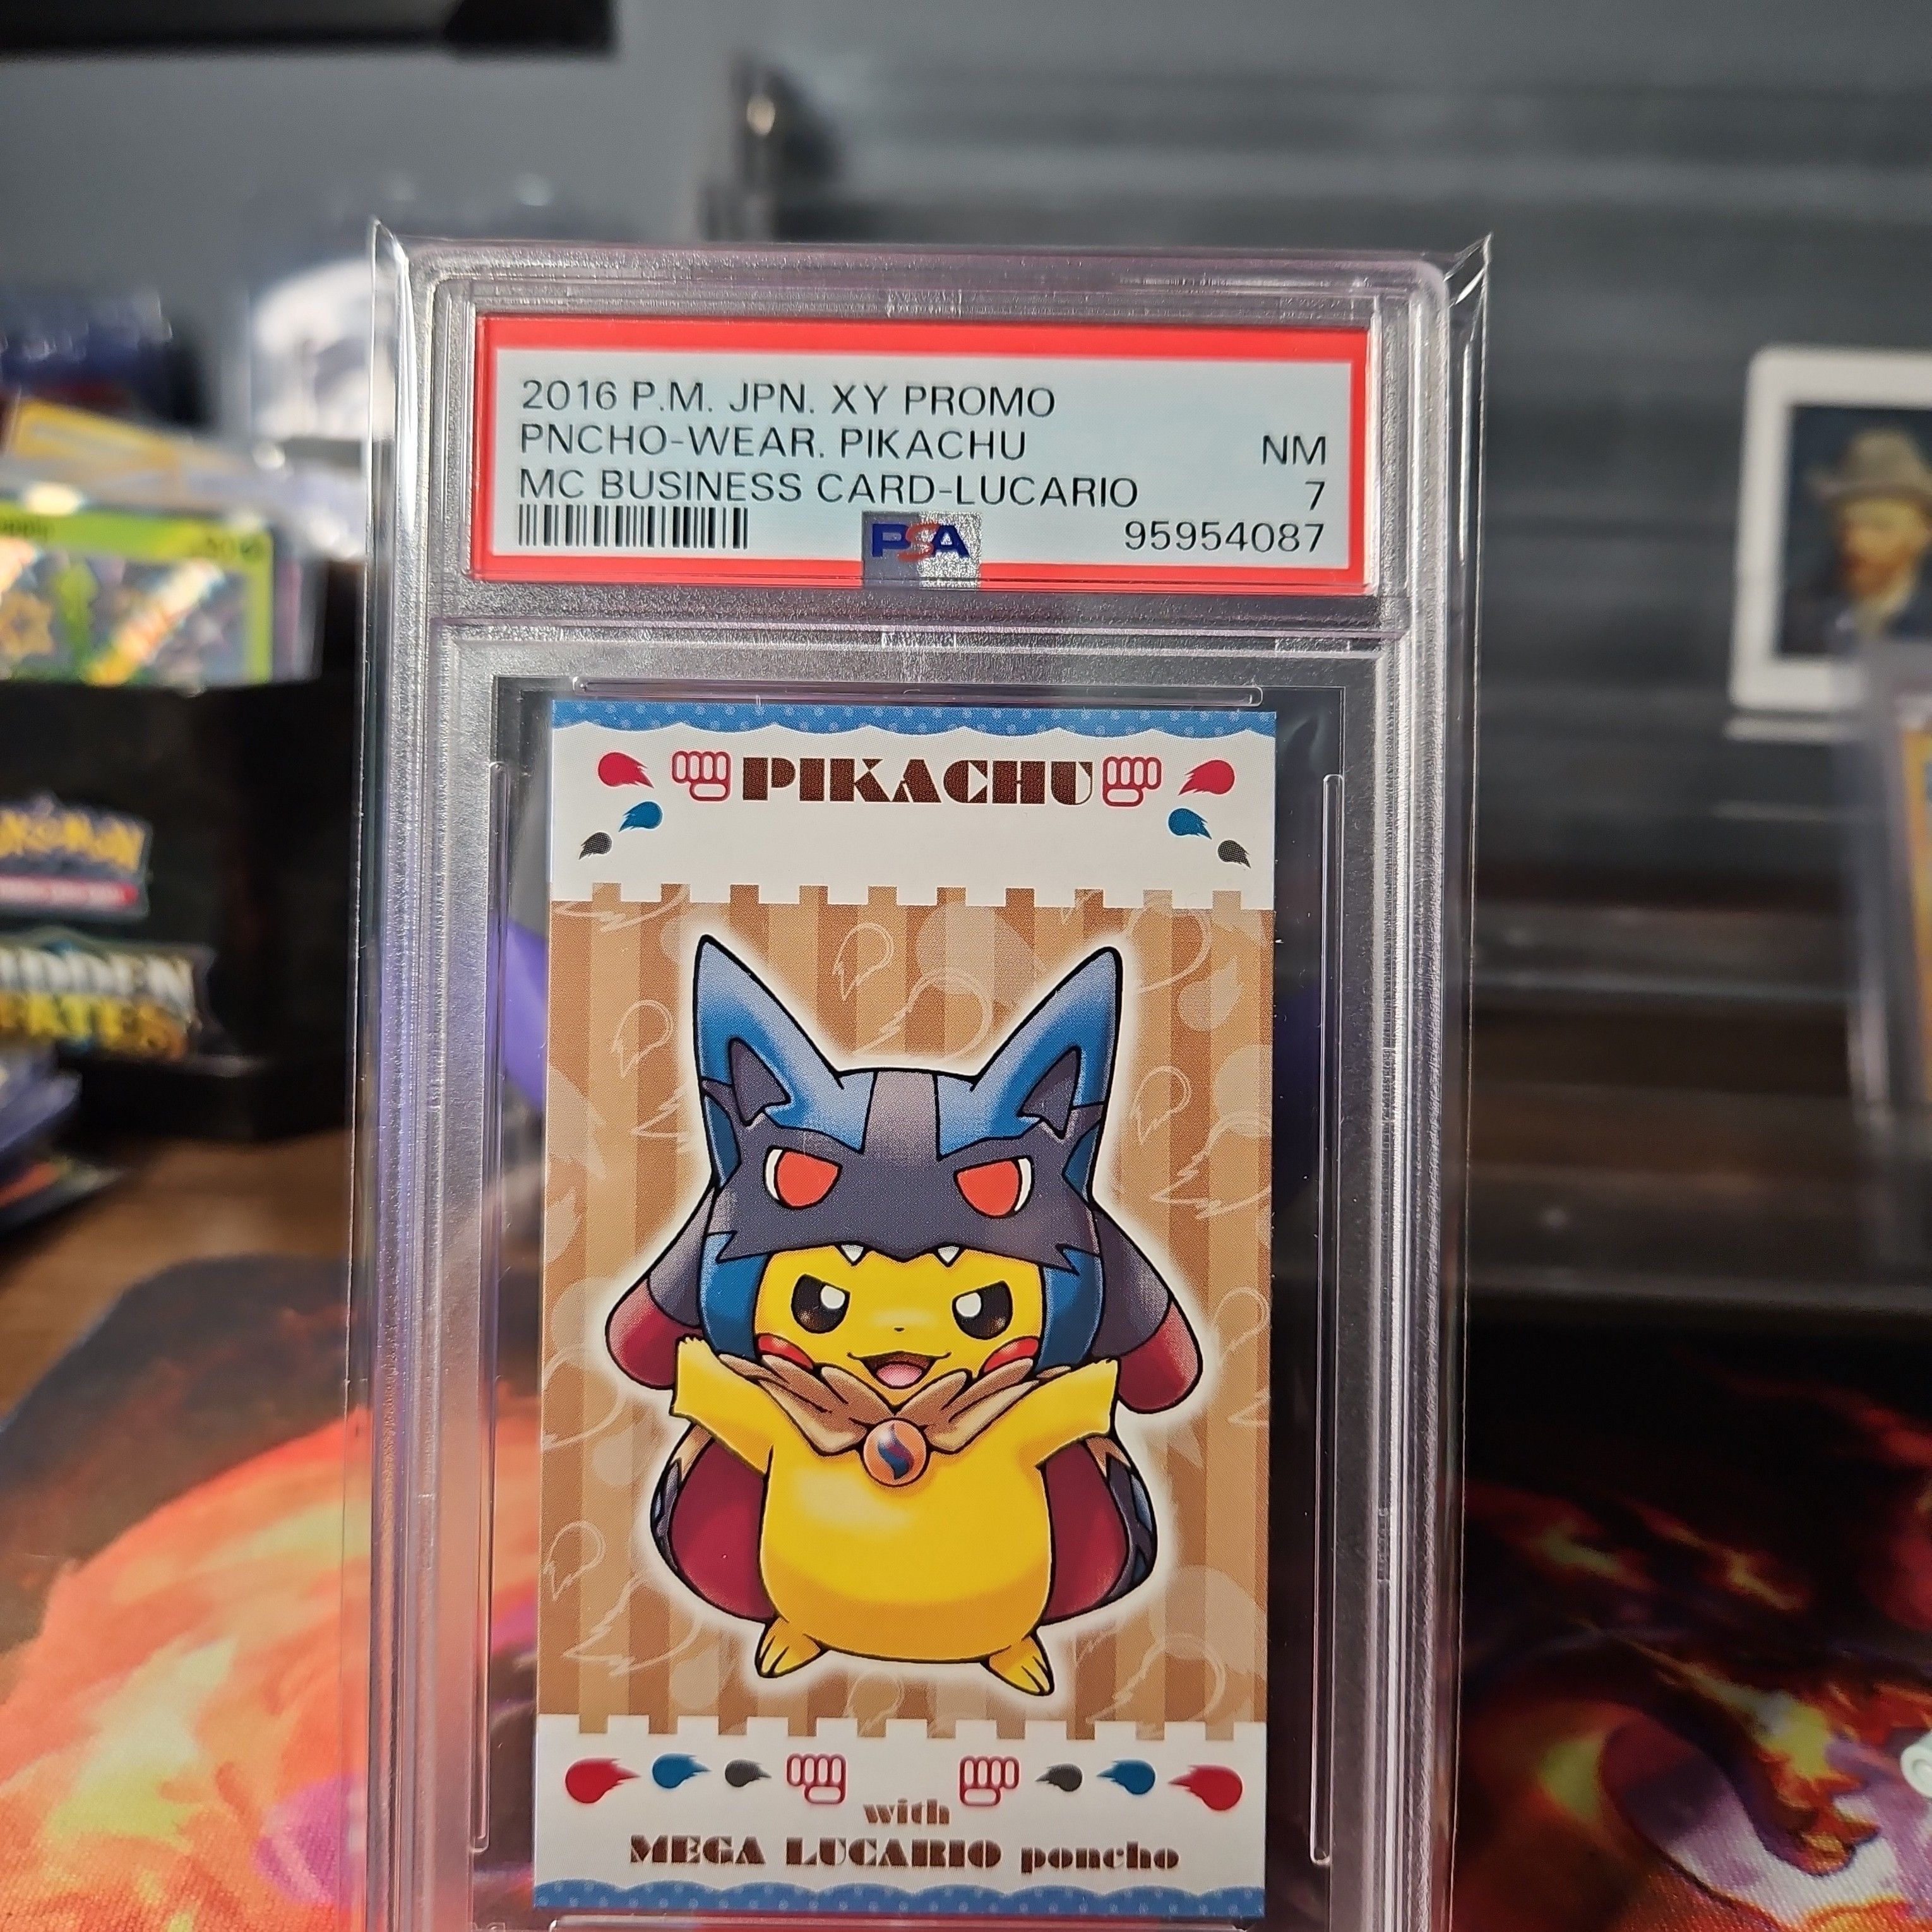 2016 P.M. JPN. XY PROMO
PNCHO-WEAR. PIKACHU NM
MC BUSINESS CARD-LUCARIO 7
PSA 95954087
PIKACHU
with
MEGA LUCARIO poncho